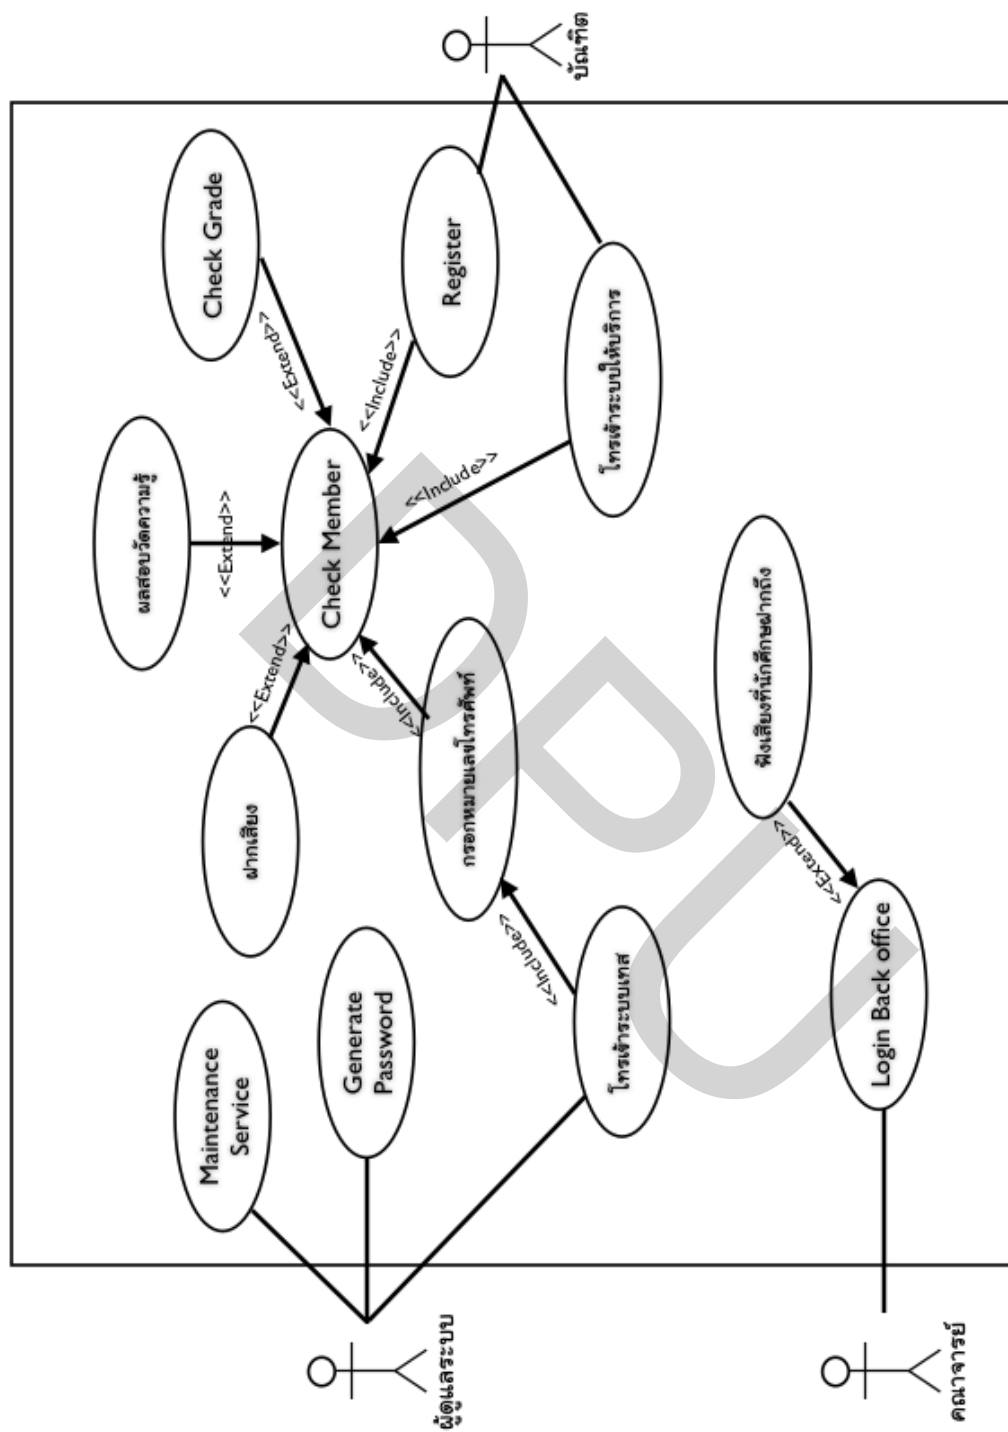 ผู้ดูแลระบบ
Maintenance
Service
Generate
Password
โทรเข้าระบบเทส
<<Include>>
กรอกหมายเลขโทรศัพท์
<<Include>>
ฝากเสียง
<<Extend>>
ผลสอบวัดความรู้
<<Extend>>
Check Member
Check Grade
<<Extend>>
Register
<<Include>>
โทรเข้าระบบให้บริการ
<<Include>>
บัณฑิต
คณาจารย์
Login Back office
<<Extend>>
ฟังเสียงที่นักศึกษฝากถึง
DPU